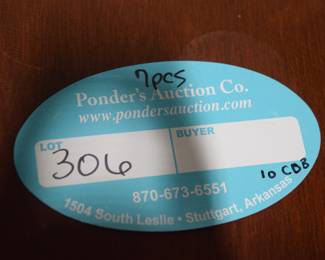 7pcs
Ponder's Auction Co.
www.pondersauction.com
LOT
BUYER
306
10 CDB
870-673-6551
1504 South Leslie • Stuttgart, Arkansas